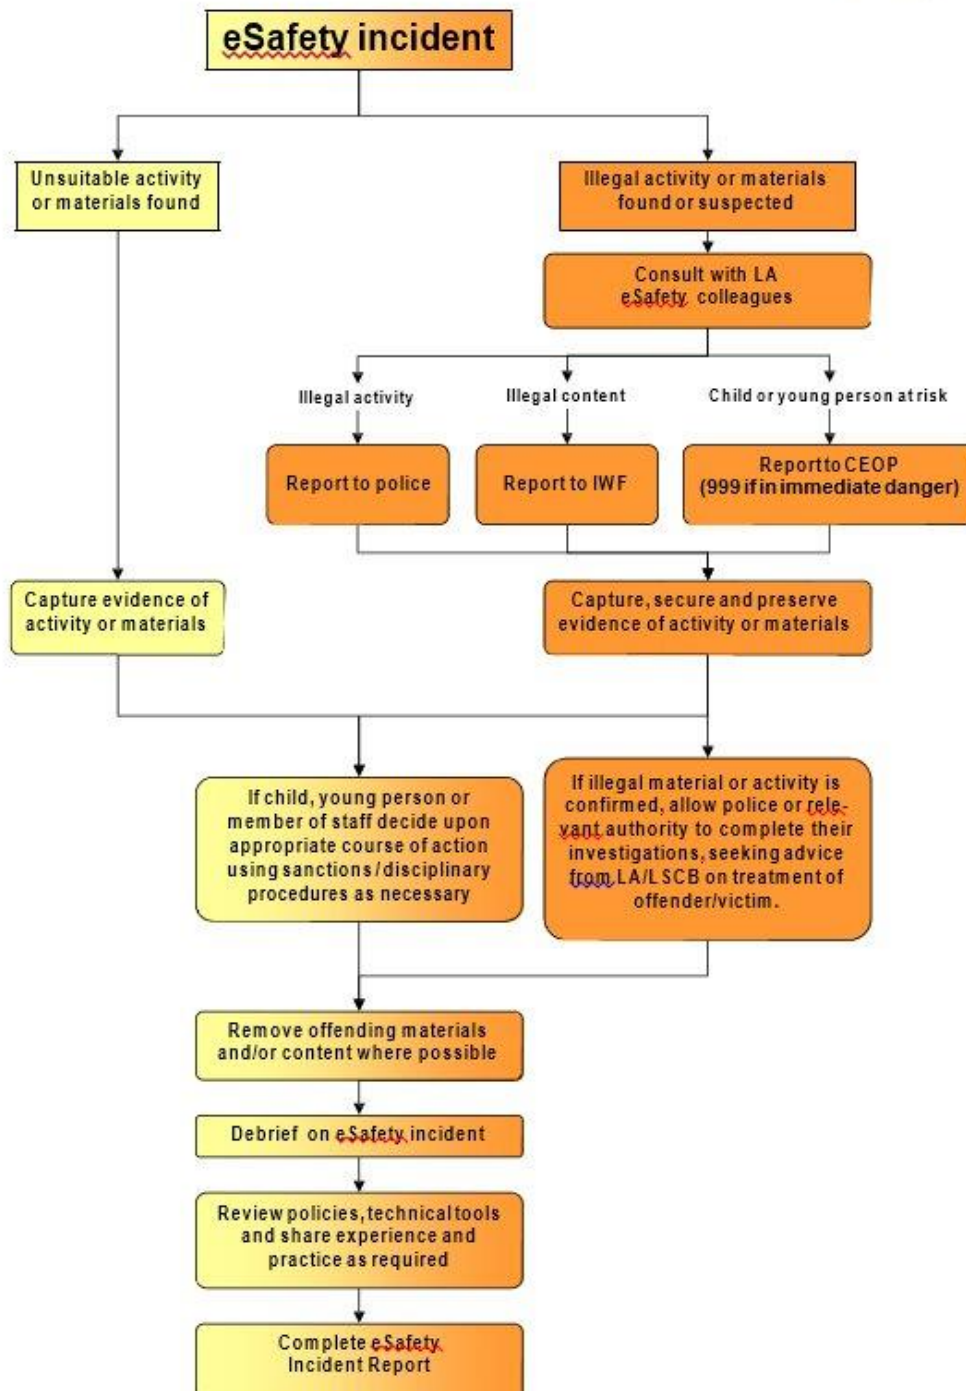 eSafety incident
Unsuitable activity
or materials found
Illegal activity or materials
found or suspected
Consult with LA
eSafety colleagues
Illegal activity
Illegal content
Child or young person at risk
Report to police
Report to IWF
Report to CEOP
(999 if in immediate danger)
Capture evidence of
activity or materials
Capture, secure and preserve
evidence of activity or materials
If child, young person or
member of staff decide upon
appropriate course of action
using sanctions / disciplinary
procedures as necessary
If illegal material or activity is
confirmed, allow police or rele-
vant authority to complete their
investigations, seeking advice
from LA/LSCB on treatment of
offender/victim.
Remove offending materials
and/or content where possible
Debrief on eSafety incident
Review policies, technical tools
and share experience and
practice as required
Complete eSafety
Incident Report